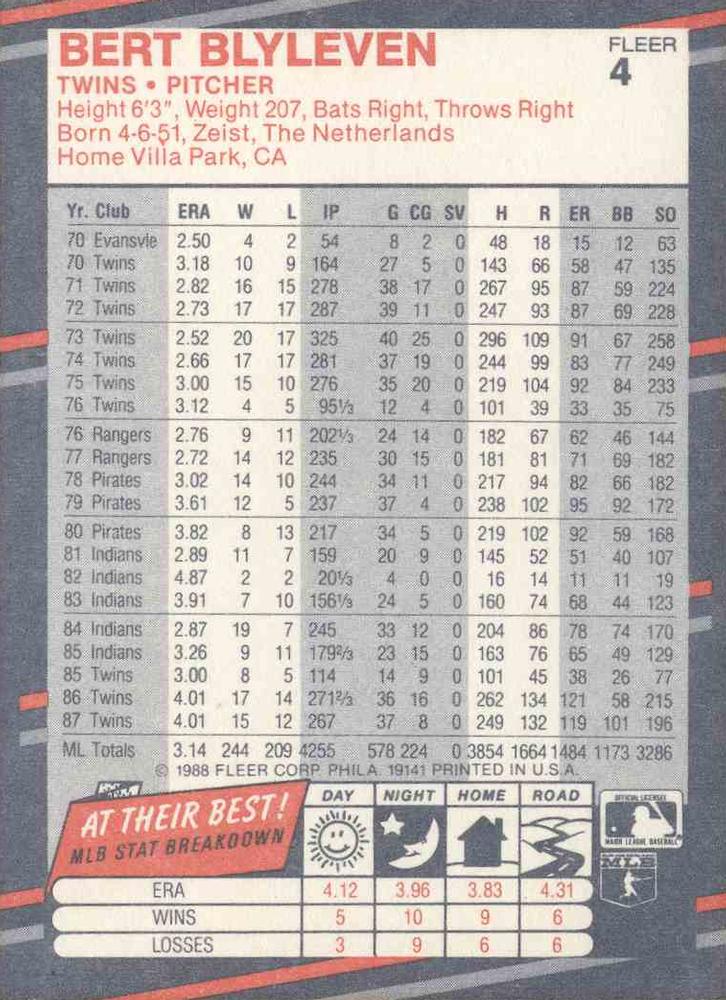 BERT BLYLEVEN
FLEER
4
TWINS • PITCHER
Height 6'3", Weight 207, Bats Right, Throws Right
Born 4-6-51, Zeist, The Netherlands
Home Villa Park, CA
Yr. Club ERA W L IP G CG SV H R ER BB SO
70 Evansvle 2.50 4 2 54 8 2 0 48 18 15 12 63
70 Twins 3.18 10 9 164 27 5 0 143 66 58 47 135
71 Twins 2.82 16 15 278 38 17 0 267 95 87 59 224
72 Twins 2.73 17 17 287 39 11 0 247 93 87 69 228
73 Twins 2.52 20 17 325 40 25 0 296 109 91 67 258
74 Twins 2.66 17 17 281 37 19 0 244 99 83 77 249
75 Twins 3.00 15 10 276 35 20 0 219 104 92 84 233
76 Twins 3.12 4 5 95⅓ 12 4 0 101 39 33 35 75
76 Rangers 2.76 9 11 202⅓ 24 14 0 182 67 62 46 144
77 Rangers 2.72 14 12 235 30 15 0 181 81 71 69 182
78 Pirates 3.02 14 10 244 34 11 0 217 94 82 66 182
79 Pirates 3.61 12 5 237 37 4 0 238 102 95 92 172
80 Pirates 3.82 8 13 217 34 5 0 219 102 92 59 168
81 Indians 2.89 11 7 159 20 9 0 145 52 51 40 107
82 Indians 4.87 2 2 20⅓ 4 0 0 16 14 11 11 19
83 Indians 3.91 7 10 156⅓ 24 5 0 160 74 68 44 123
84 Indians 2.87 19 7 245 33 12 0 204 86 78 74 170
85 Indians 3.26 9 11 179⅔ 23 15 0 163 76 65 49 129
85 Twins 3.00 8 5 114 14 9 0 101 45 38 26 77
86 Twins 4.01 17 14 271⅔ 36 16 0 262 134 121 58 215
87 Twins 4.01 15 12 267 37 8 0 249 132 119 101 196
ML Totals 3.14 244 209 4255 578 224 0 3854 1664 1484 1173 3286
© 1988 FLEER CORP PHILA. 19141 PRINTED IN U.S.A.
AT THEIR BEST!
MLB STAT BREAKDOWN
DAY NIGHT HOME ROAD
OFFICIAL LICENSEE
MAJOR LEAGUE BASEBALL
MLB
ERA 4.12 3.96 3.83 4.31
WINS 5 10 9 6
LOSSES 3 9 6 6